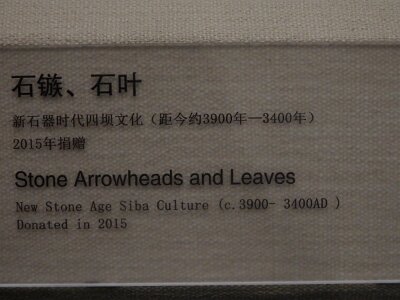 石镞、石叶
新石器时代四坝文化（距今约3900年—3400年）
2015年捐赠
Stone Arrowheads and Leaves
New Stone Age Siba Culture (c.3900- 3400AD )
Donated in 2015